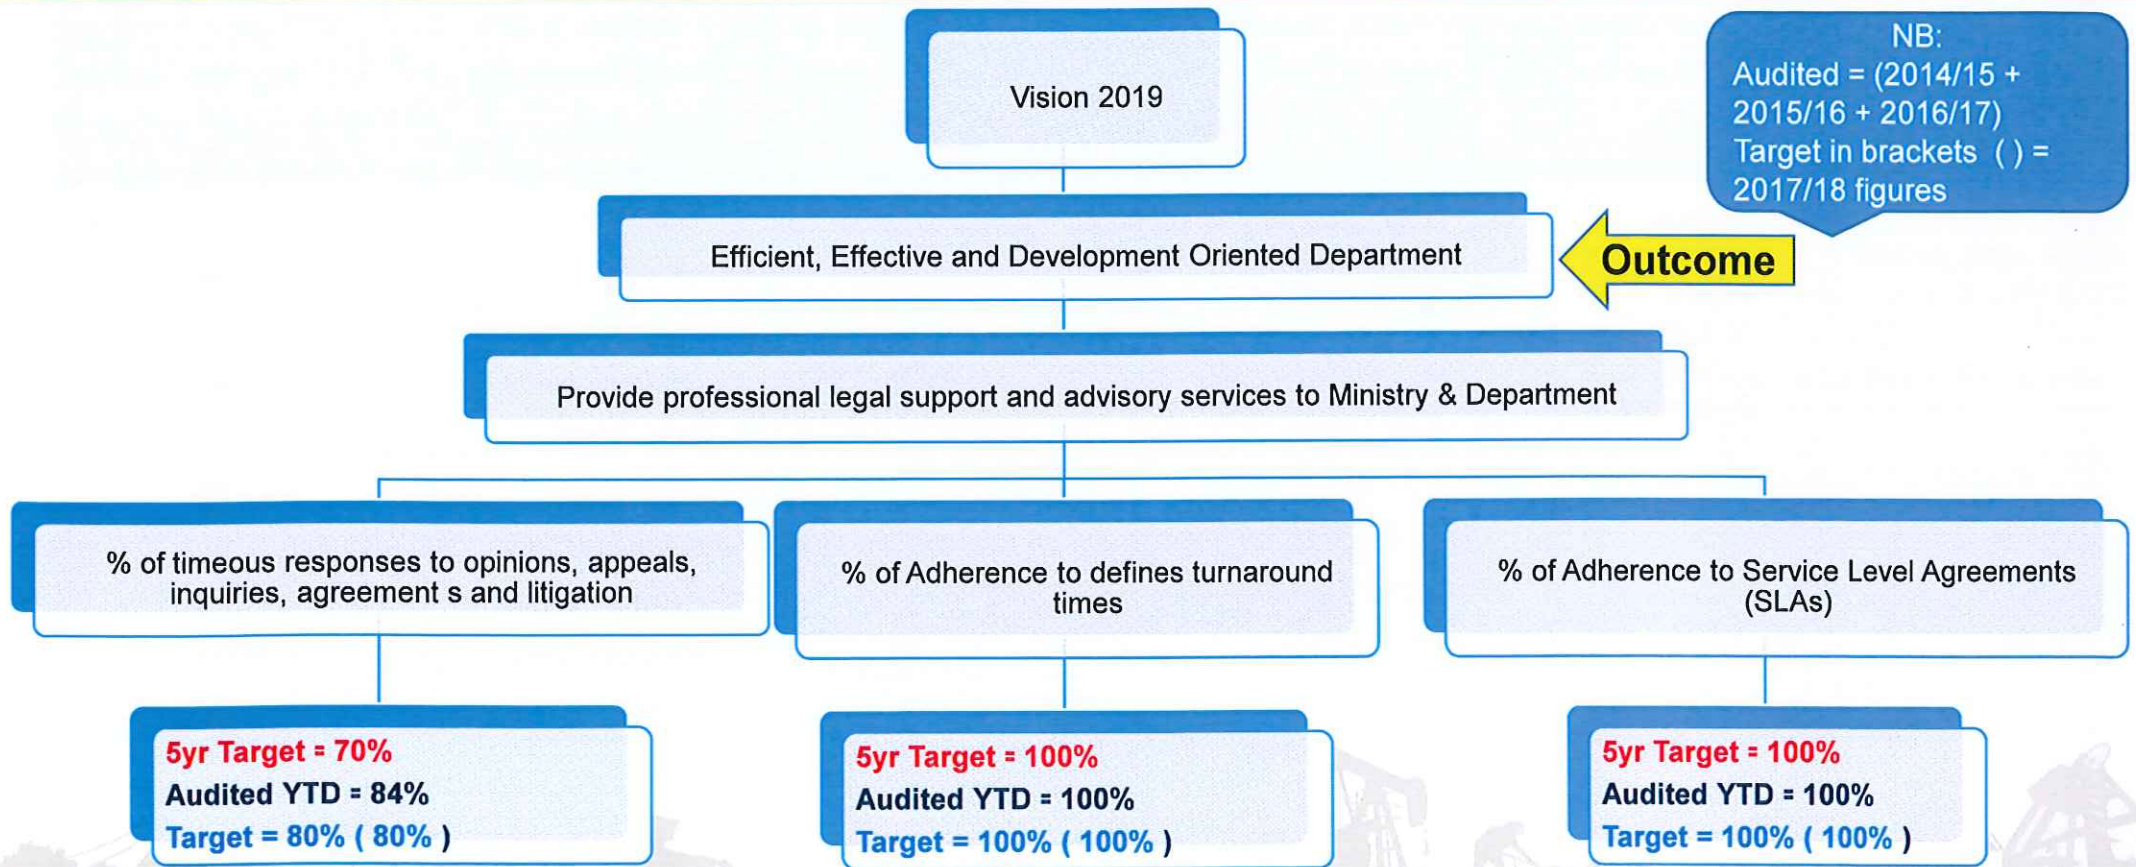 Vision 2019
NB:
Audited = (2014/15 +
2015/16 + 2016/17)
Target in brackets ( ) =
2017/18 figures
Efficient, Effective and Development Oriented Department
Outcome
Provide professional legal support and advisory services to Ministry & Department
% of timeous responses to opinions, appeals,
inquiries, agreement s and litigation
% of Adherence to defines turnaround
times
% of Adherence to Service Level Agreements
(SLAs)
5yr Target = 70%
Audited YTD = 84%
Target = 80% ( 80% )
5yr Target = 100%
Audited YTD = 100%
Target = 100% ( 100% )
5yr Target = 100%
Audited YTD = 100%
Target = 100% ( 100% )